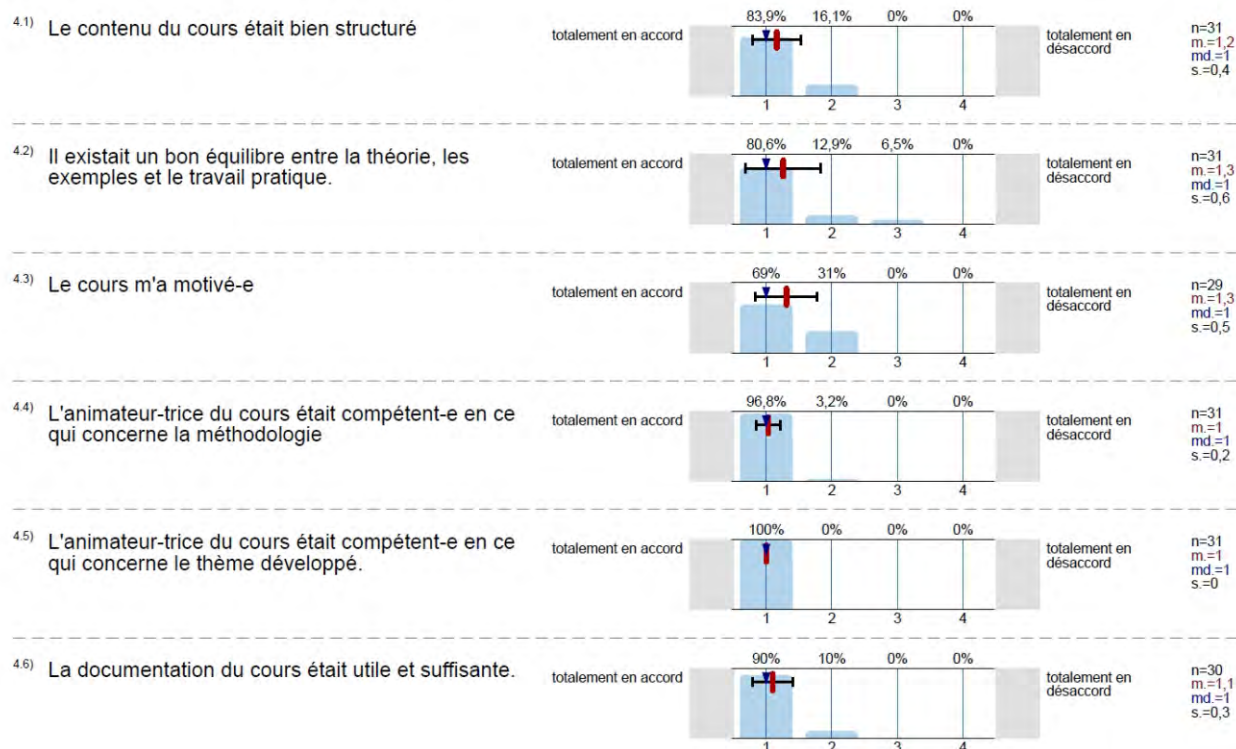 4.1) Le contenu du cours était bien structuré
totalement en accord
83,9% 16,1% 0% 0%
1 2 3 4
totalement en
désaccord
n=31
m.=1,2
md.=1
s.=0,4
4.2) Il existait un bon équilibre entre la théorie, les
exemples et le travail pratique.
totalement en accord
80,6% 12,9% 6,5% 0%
1 2 3 4
totalement en
désaccord
n=31
m.=1,3
md.=1
s.=0,6
4.3) Le cours m'a motivé-e
totalement en accord
69% 31% 0% 0%
1 2 3 4
totalement en
désaccord
n=29
m.=1,3
md.=1
s.=0,5
4.4) L'animateur-trice du cours était compétent-e en ce
qui concerne la méthodologie
totalement en accord
96,8% 3,2% 0% 0%
1 2 3 4
totalement en
désaccord
n=31
m.=1
md.=1
s.=0,2
4.5) L'animateur-trice du cours était compétent-e en ce
qui concerne le thème développé.
totalement en accord
100% 0% 0% 0%
1 2 3 4
totalement en
désaccord
n=31
m.=1
md.=1
s.=0
4.6) La documentation du cours était utile et suffisante.
totalement en accord
90% 10% 0% 0%
1 2 3 4
totalement en
désaccord
n=30
m.=1,1
md.=1
s.=0,3